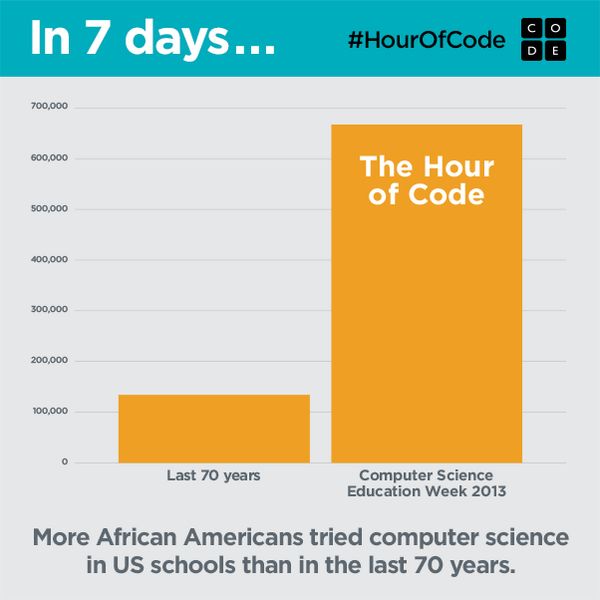 In 7 days...
#HourOfCode
CO
DE
700,000
600,000
500,000
400,000
300,000
200,000
100,000
0
The Hour
of Code
Last 70 years
Computer Science
Education Week 2013
More African Americans tried computer science
in US schools than in the last 70 years.